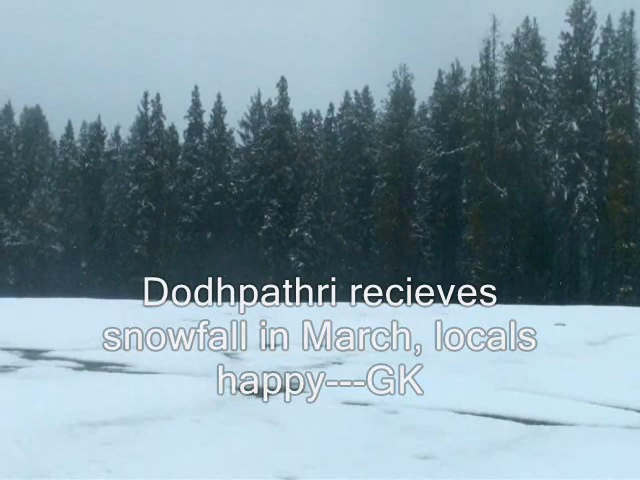 Dodhpathri recieves
snowfall in March, locals
happy---GK